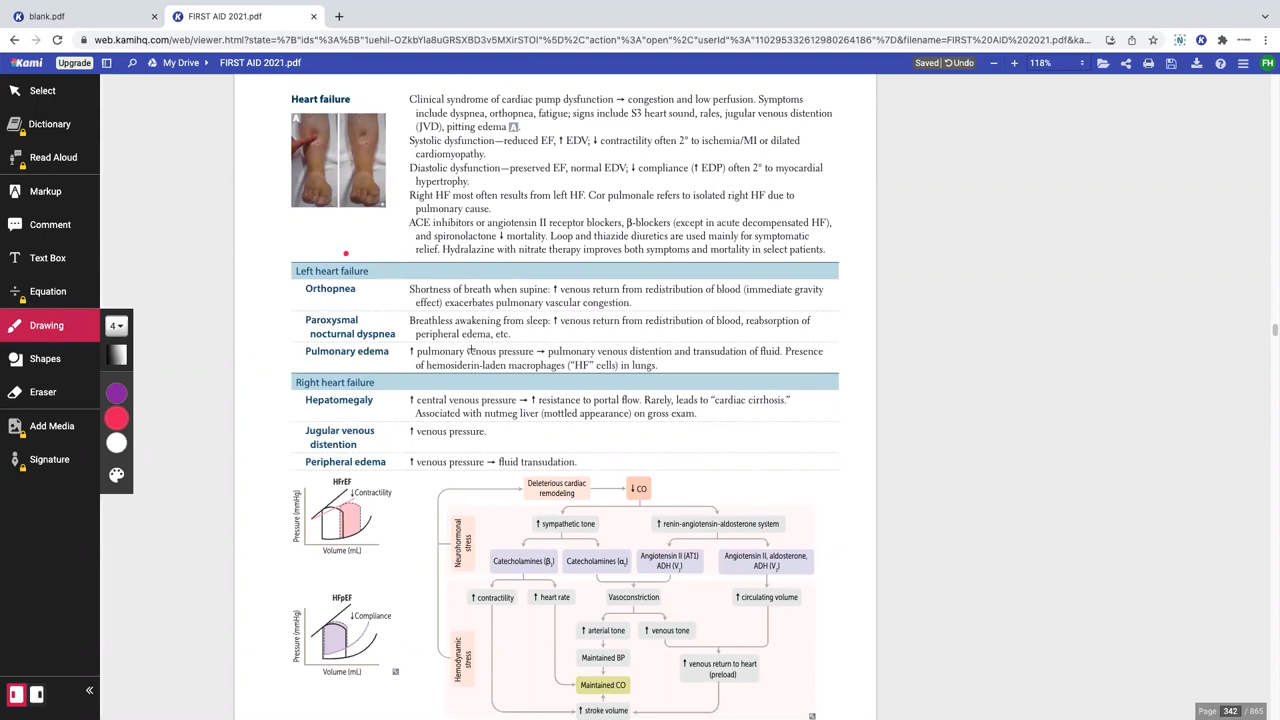 blank.pdf
FIRST AID 2021.pdf
web.kamihq.com/web/viewer.html?state=%7B"ids"%3A%5B"1uehiI-OZkbYla8uGRSXBD3v5MXirSTOI"%5D%2C"action"%3A"open"%2C"userId"%3A"110295332612980264186"%7D&filename=FIRST%20AID%202021.pdf&ka...
Kami
Upgrade
My Drive
FIRST AID 2021.pdf
Saved
Undo
118%
FH
Select
Dictionary
Read Aloud
Markup
Comment
Text Box
Equation
Drawing
Shapes
Eraser
Add Media
Signature
4
Heart failure
A
Clinical syndrome of cardiac pump dysfunction → congestion and low perfusion. Symptoms
include dyspnea, orthopnea, fatigue; signs include S3 heart sound, rales, jugular venous distention
(JVD), pitting edema A.
Systolic dysfunction—reduced EF, ↑ EDV; ↓ contractility often 2° to ischemia/MI or dilated
cardiomyopathy.
Diastolic dysfunction—preserved EF, normal EDV; ↓ compliance (↑ EDP) often 2° to myocardial
hypertrophy.
Right HF most often results from left HF. Cor pulmonale refers to isolated right HF due to
pulmonary cause.
ACE inhibitors or angiotensin II receptor blockers, β-blockers (except in acute decompensated HF),
and spironolactone ↓ mortality. Loop and thiazide diuretics are used mainly for symptomatic
relief. Hydralazine with nitrate therapy improves both symptoms and mortality in select patients.
Left heart failure
Orthopnea
Shortness of breath when supine: ↑ venous return from redistribution of blood (immediate gravity
effect) exacerbates pulmonary vascular congestion.
Paroxysmal
nocturnal dyspnea
Breathless awakening from sleep: ↑ venous return from redistribution of blood, reabsorption of
peripheral edema, etc.
Pulmonary edema
↑ pulmonary venous pressure → pulmonary venous distention and transudation of fluid. Presence
of hemosiderin-laden macrophages (“HF” cells) in lungs.
Right heart failure
Hepatomegaly
↑ central venous pressure → ↑ resistance to portal flow. Rarely, leads to “cardiac cirrhosis.”
Associated with nutmeg liver (mottled appearance) on gross exam.
Jugular venous
distention
↑ venous pressure.
Peripheral edema
↑ venous pressure → fluid transudation.
HFrEF
↓Contractility
Pressure (mmHg)
Volume (mL)
HFpEF
↓Compliance
Pressure (mmHg)
Volume (mL)
Deleterious cardiac
remodeling
↓ CO
Neurohormonal
stress
↑ sympathetic tone
↑ renin-angiotensin-aldosterone system
Catecholamines (β₁)
Catecholamines (α₁)
Angiotensin II (AT1)
ADH (V₁)
Angiotensin II, aldosterone,
ADH (V₂)
↑ contractility
↑ heart rate
Vasoconstriction
↑ circulating volume
Hemodynamic
stress
↑ arterial tone
↑ venous tone
Maintained BP
↑ venous return to heart
(preload)
Maintained CO
↑ stroke volume
Page 342 / 865